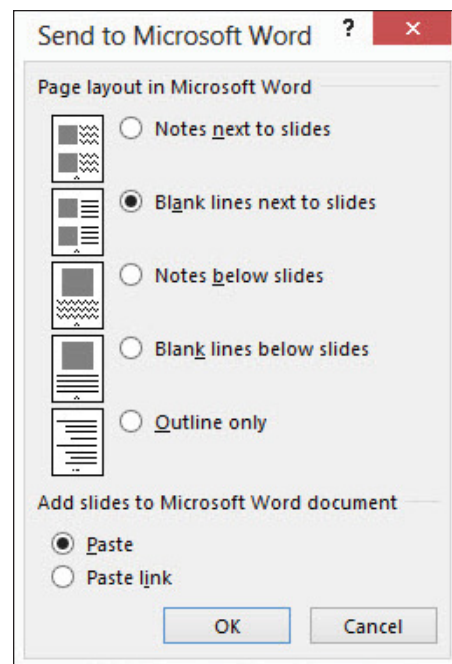 Send to Microsoft Word ?
Page layout in Microsoft Word
Notes next to slides
Blank lines next to slides
Notes below slides
Blank lines below slides
Outline only
Add slides to Microsoft Word document
Paste
Paste link
OK Cancel